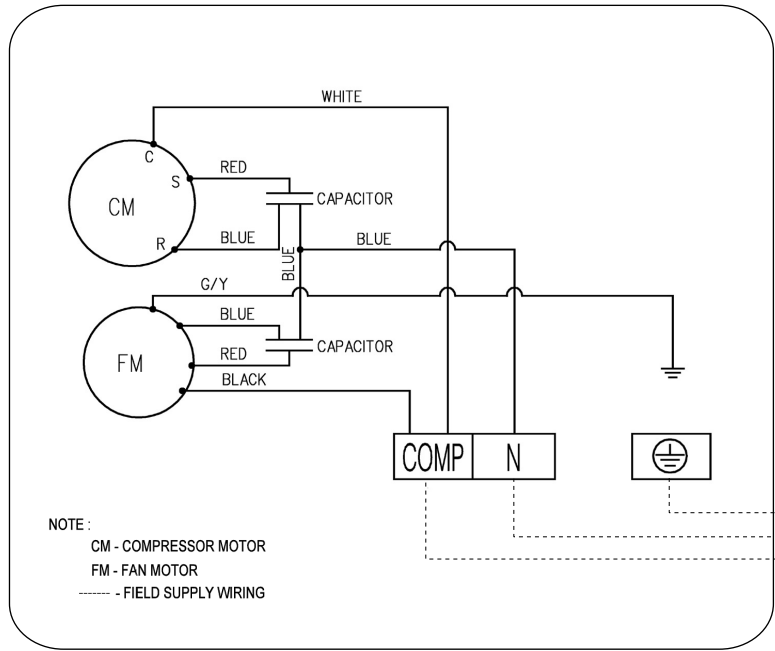 WHITE
C
RED
S
CAPACITOR
CM
R
BLUE
BLUE
BLUE
G/Y
BLUE
CAPACITOR
RED
FM
BLACK
COMP N
NOTE :
CM - COMPRESSOR MOTOR
FM - FAN MOTOR
------- - FIELD SUPPLY WIRING